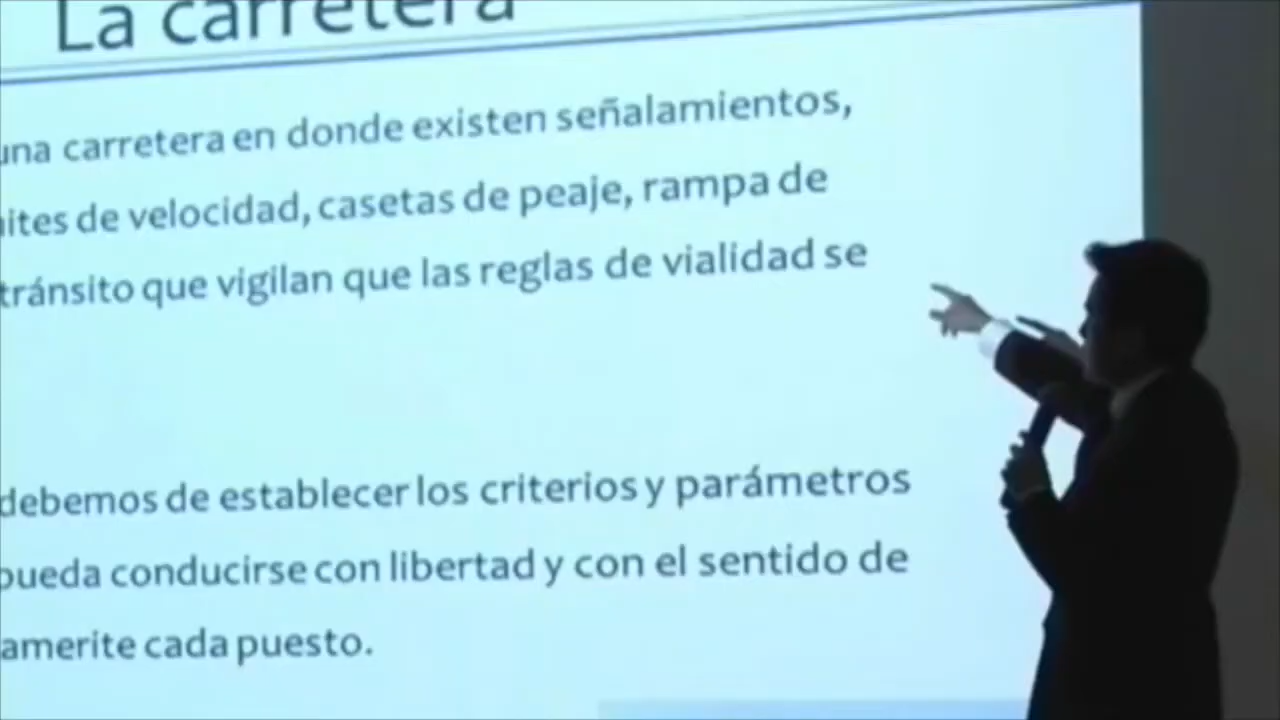 La carretera
una carretera en donde existen señalamientos,
de velocidad, casetas de peaje, rampa de
tránsito que vigilan que las reglas de vialidad se
debemos de establecer los criterios y parámetros
pueda conducirse con libertad y con el sentido de
amerite cada puesto.